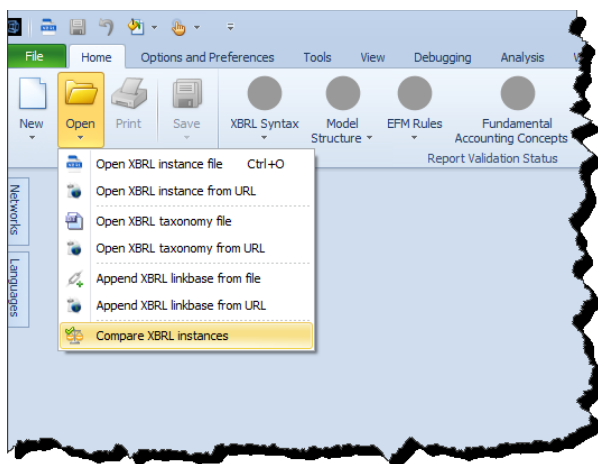 File Home Options and Preferences Tools View Debugging Analysis
New Open Print Save XBRL Syntax Model Structure EFM Rules Fundamental Accounting Concepts
Report Validation Status
Open XBRL instance file Ctrl+O
Open XBRL instance from URL
Open XBRL taxonomy file
Open XBRL taxonomy from URL
Append XBRL linkbase from file
Append XBRL linkbase from URL
Compare XBRL instances
Networks
Languages